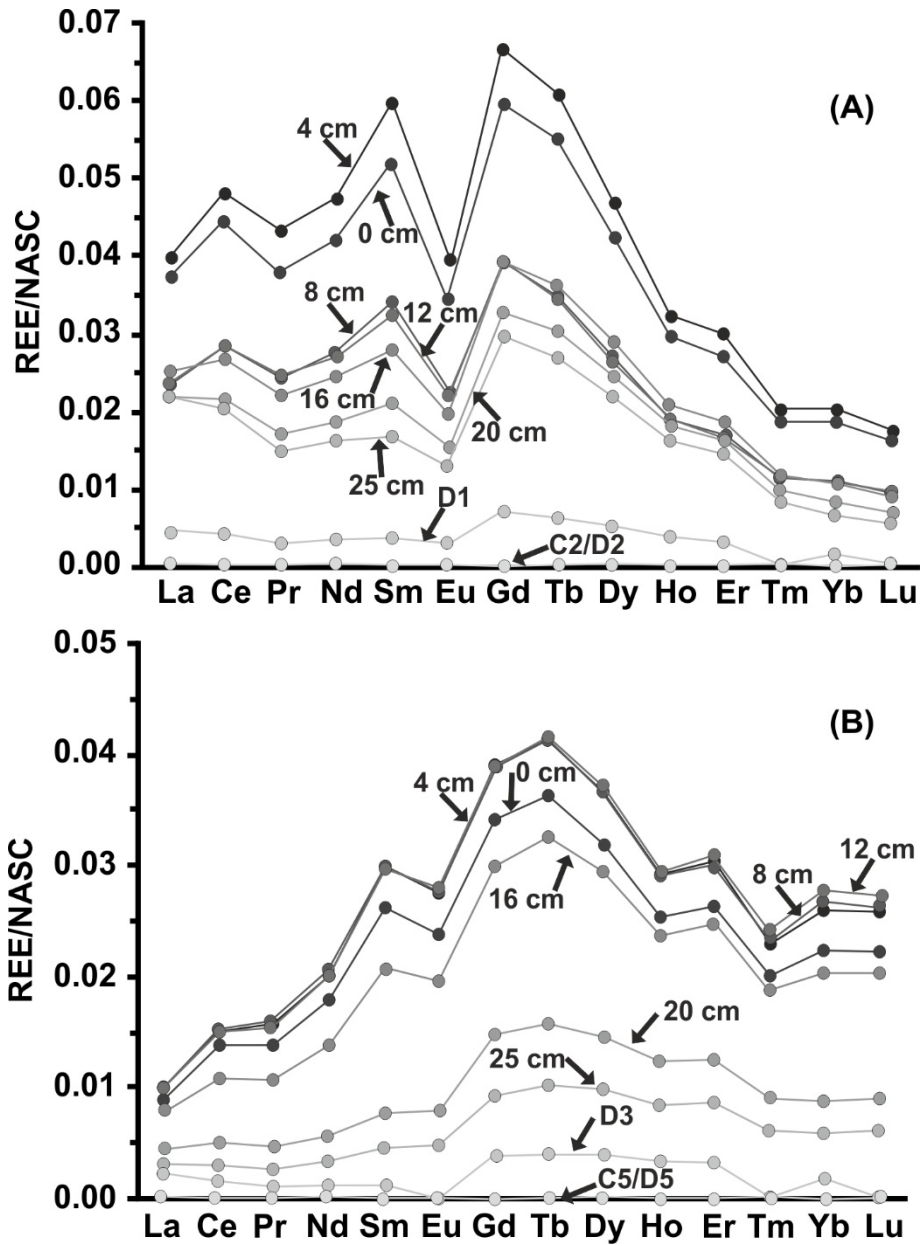 0.07
(A)
0.06
4 cm
0.05
0 cm
0.04
REE/NASC
8 cm
12 cm
0.03
16 cm
20 cm
0.02
25 cm
D1
0.01
C2/D2
0.00
La Ce Pr Nd Sm Eu Gd Tb Dy Ho Er Tm Yb Lu
0.05
(B)
0.04
4 cm
0 cm
12 cm
8 cm
0.03
16 cm
REE/NASC
0.02
20 cm
25 cm
0.01
D3
C5/D5
0.00
La Ce Pr Nd Sm Eu Gd Tb Dy Ho Er Tm Yb Lu